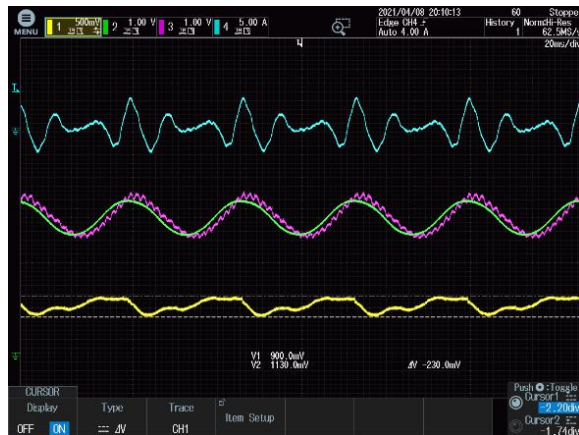 2021/04/08 20:10:13 60 Stoppe
MENU 1 500mV 2 1.00 V 3 1.00 V 4 5.00 A Edge CH4 History Norm:Hi-Res
Auto 4.00 A 1 62.5MS/
20ms/div
V1 900.0mV
V2 1130.0mV ΔV -230.0mV
CURSOR
Display Type Trace Item Setup
OFF ON ΔV CH1
Push :Toggle
Cursor1
-2.20div
Cursor2
-1.74div